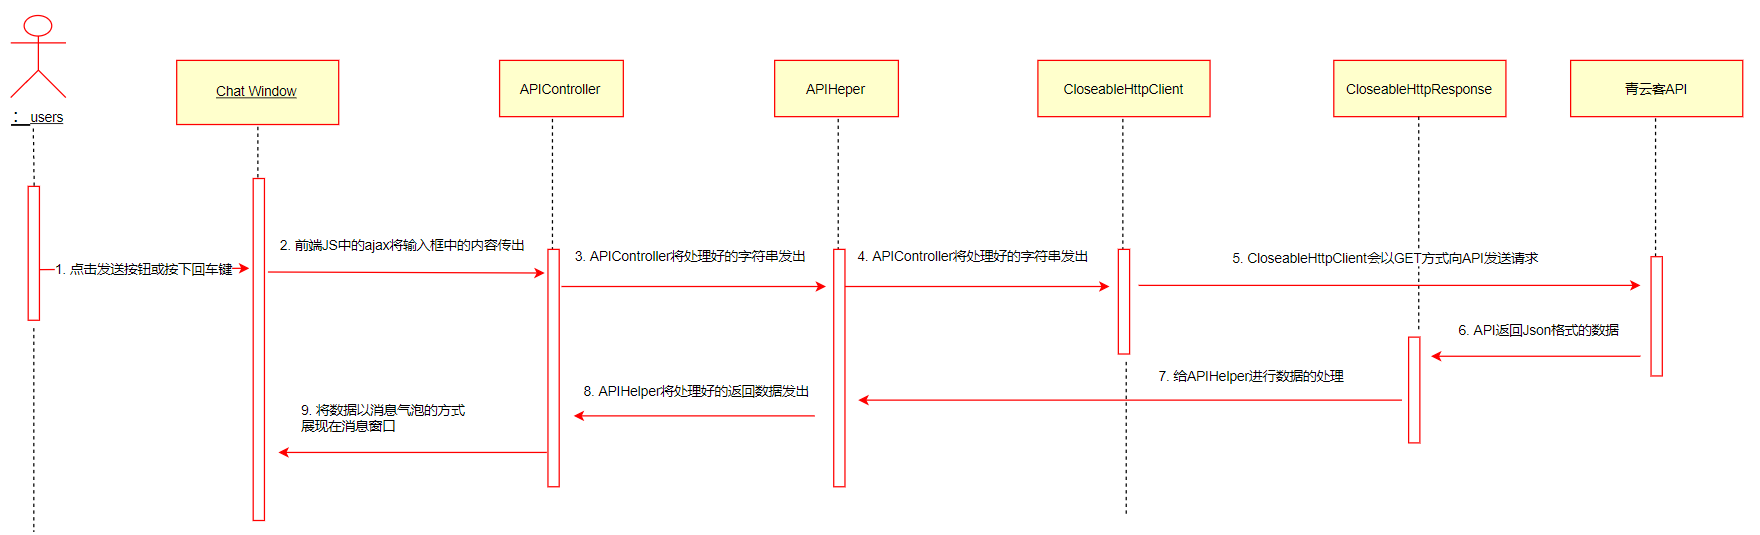 ： users
Chat Window
APIController
APIHeper
CloseableHttpClient
CloseableHttpResponse
青云客API
1. 点击发送按钮或按下回车键
2. 前端JS中的ajax将输入框中的内容传出
3. APIController将处理好的字符串发出
4. APIController将处理好的字符串发出
5. CloseableHttpClient会以GET方式向API发送请求
6. API返回Json格式的数据
7. 给APIHelper进行数据的处理
8. APIHelper将处理好的返回数据发出
9. 将数据以消息气泡的方式
展现在消息窗口